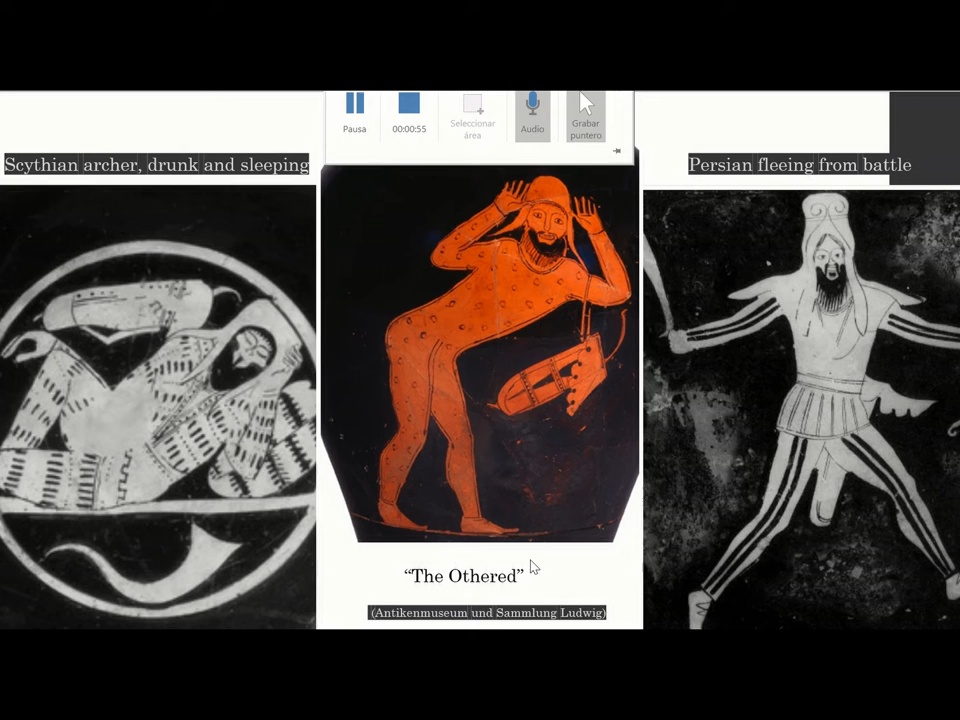 Pausa
00:00:55
Seleccionar
área
Audio
Grabar
puntero
Scythian archer, drunk and sleeping
Persian fleeing from battle
“The Othered”
(Antikenmuseum und Sammlung Ludwig)